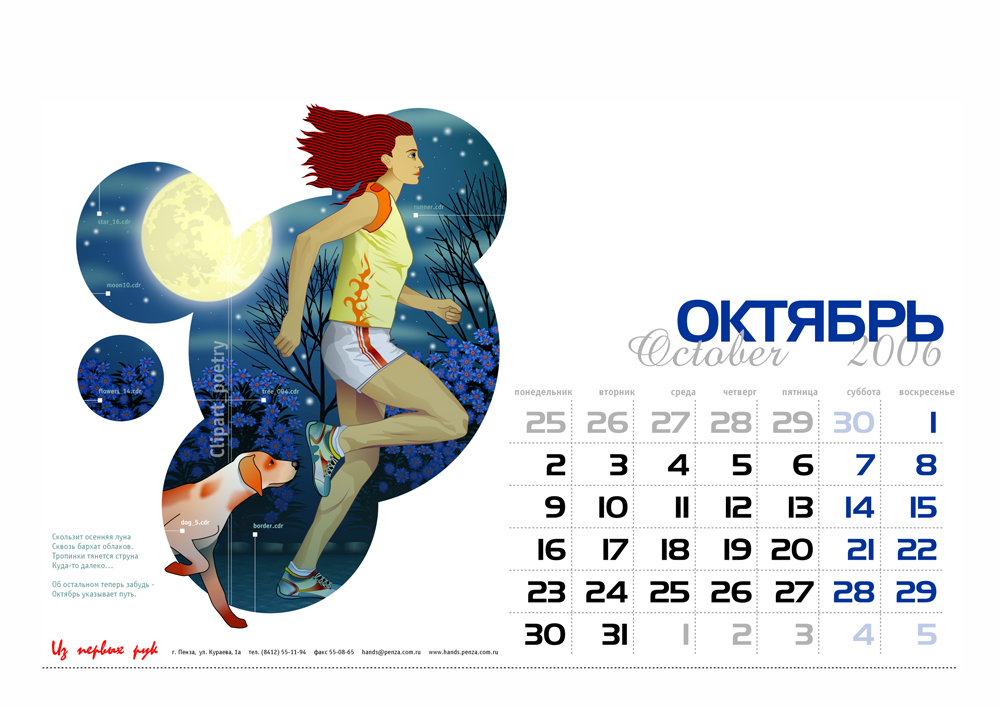 star_16.cdr
runner.cdr
moon10.cdr
flowers_14.cdr
tree_004.cdr
Clipart poetry
dog_5.cdr
border.cdr
Скользит осенняя луна
Сквозь бархат облаков.
Тропинки тянется струна
Куда-то далеко...
Об остальном теперь забудь -
Октябрь указывает путь.
Из первых рук
г. Пенза, ул. Кураева, 1а тел. (8412) 55-11-94 факс 55-08-65 hands@penza.com.ru www.hands.penza.com.ru
ОКТЯБРЬ
October 2006
понедельник вторник среда четверг пятница суббота воскресенье
25 26 27 28 29 30 1
2 3 4 5 6 7 8
9 10 11 12 13 14 15
16 17 18 19 20 21 22
23 24 25 26 27 28 29
30 31 1 2 3 4 5